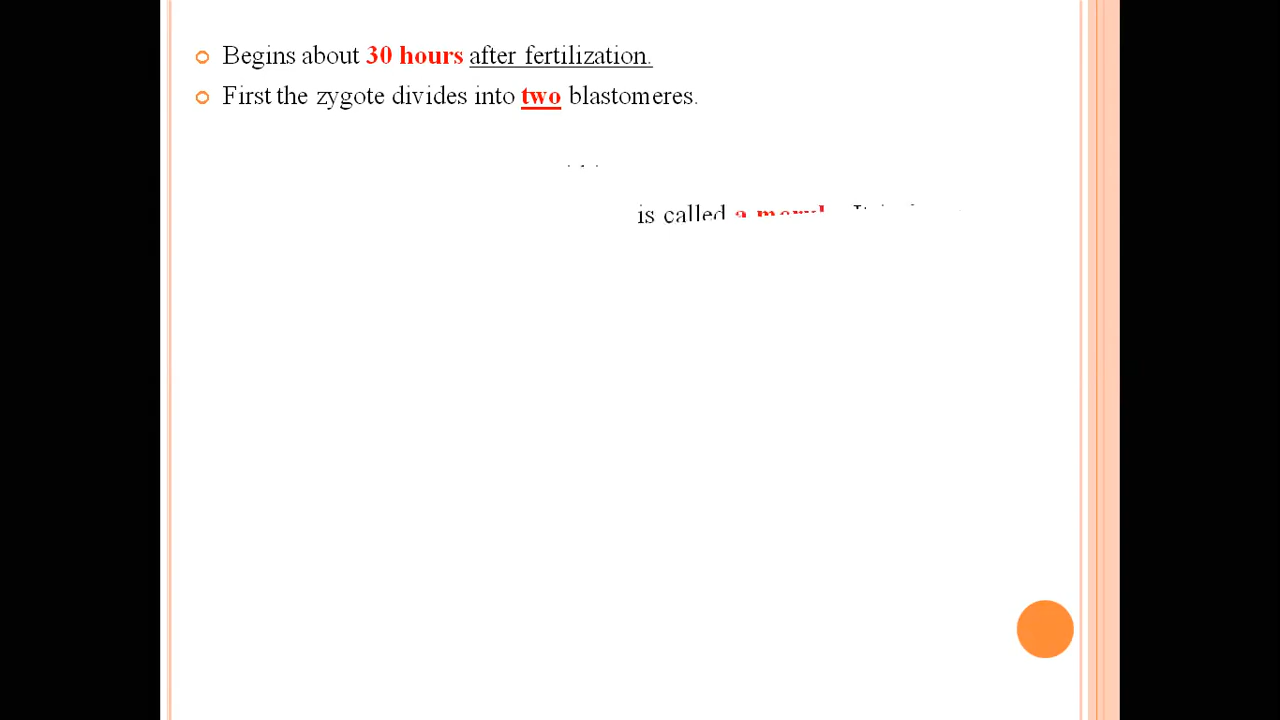 Begins about 30 hours after fertilization.
First the zygote divides into two blastomeres.
is called